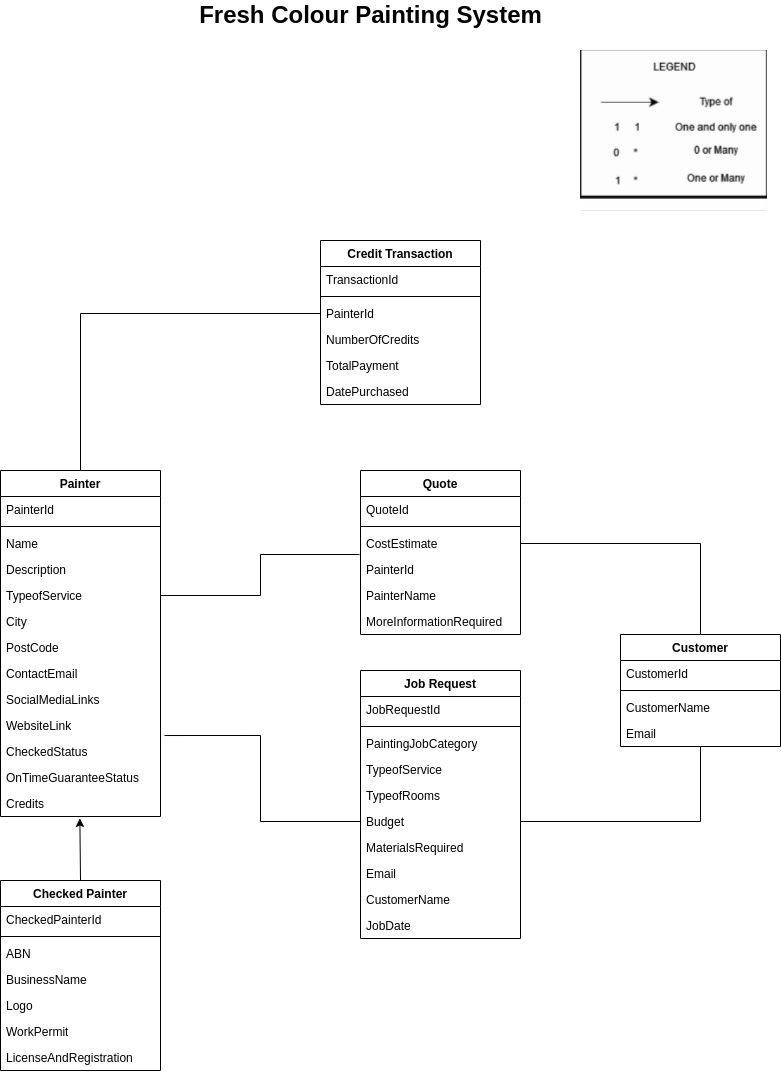 Fresh Colour Painting System
LEGEND
Type of
1 1 One and only one
0 * 0 or Many
1 * One or Many
Credit Transaction
TransactionId
PainterId
NumberOfCredits
TotalPayment
DatePurchased
Painter
PainterId
Name
Description
TypeofService
City
PostCode
ContactEmail
SocialMediaLinks
WebsiteLink
CheckedStatus
OnTimeGuaranteeStatus
Credits
Quote
QuoteId
CostEstimate
PainterId
PainterName
MoreInformationRequired
Customer
CustomerId
CustomerName
Email
Job Request
JobRequestId
PaintingJobCategory
TypeofService
TypeofRooms
Budget
MaterialsRequired
Email
CustomerName
JobDate
Checked Painter
CheckedPainterId
ABN
BusinessName
Logo
WorkPermit
LicenseAndRegistration